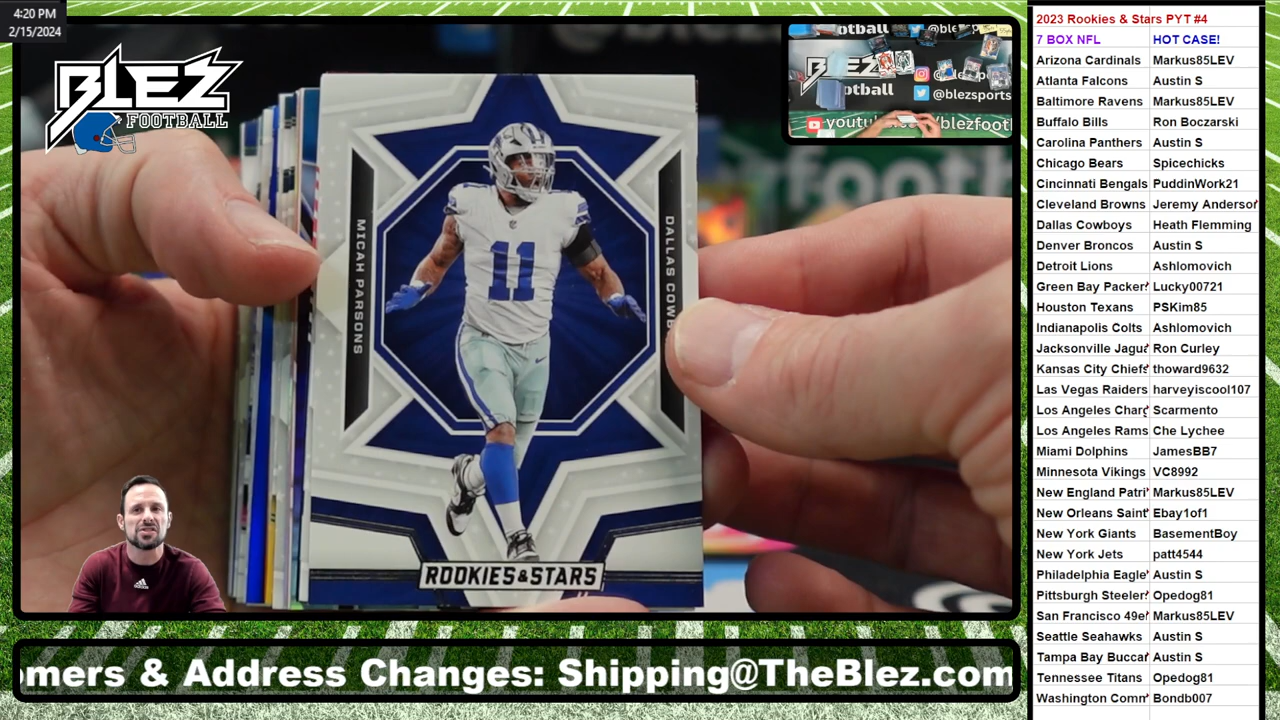 4:20 PM
2/15/2024
BLEZ
FOOTBALL
MICAH PARSONS
11
DALLAS COWB
ROOKIES&STARS
otball
BLEZ
otball
@blezsports
youtu
/blezfootl
omers & Address Changes: Shipping@TheBlez.com
2023 Rookies & Stars PYT #4
7 BOX NFL HOT CASE!
Arizona Cardinals Markus85LEV
Atlanta Falcons Austin S
Baltimore Ravens Markus85LEV
Buffalo Bills Ron Boczarski
Carolina Panthers Austin S
Chicago Bears Spicechicks
Cincinnati Bengals PuddinWork21
Cleveland Browns Jeremy Anderson
Dallas Cowboys Heath Flemming
Denver Broncos Austin S
Detroit Lions Ashlomovich
Green Bay Packer Lucky00721
Houston Texans PSKim85
Indianapolis Colts Ashlomovich
Jacksonville Jagua Ron Curley
Kansas City Chiefs thoward9632
Las Vegas Raiders harveyiscool107
Los Angeles Charg Scarmento
Los Angeles Rams Che Lychee
Miami Dolphins JamesBB7
Minnesota Vikings VC8992
New England Patri Markus85LEV
New Orleans Saint Ebay1of1
New York Giants BasementBoy
New York Jets patt4544
Philadelphia Eagle Austin S
Pittsburgh Steeler Opedog81
San Francisco 49e Markus85LEV
Seattle Seahawks Austin S
Tampa Bay Buccar Austin S
Tennessee Titans Opedog81
Washington Comm Bondb007